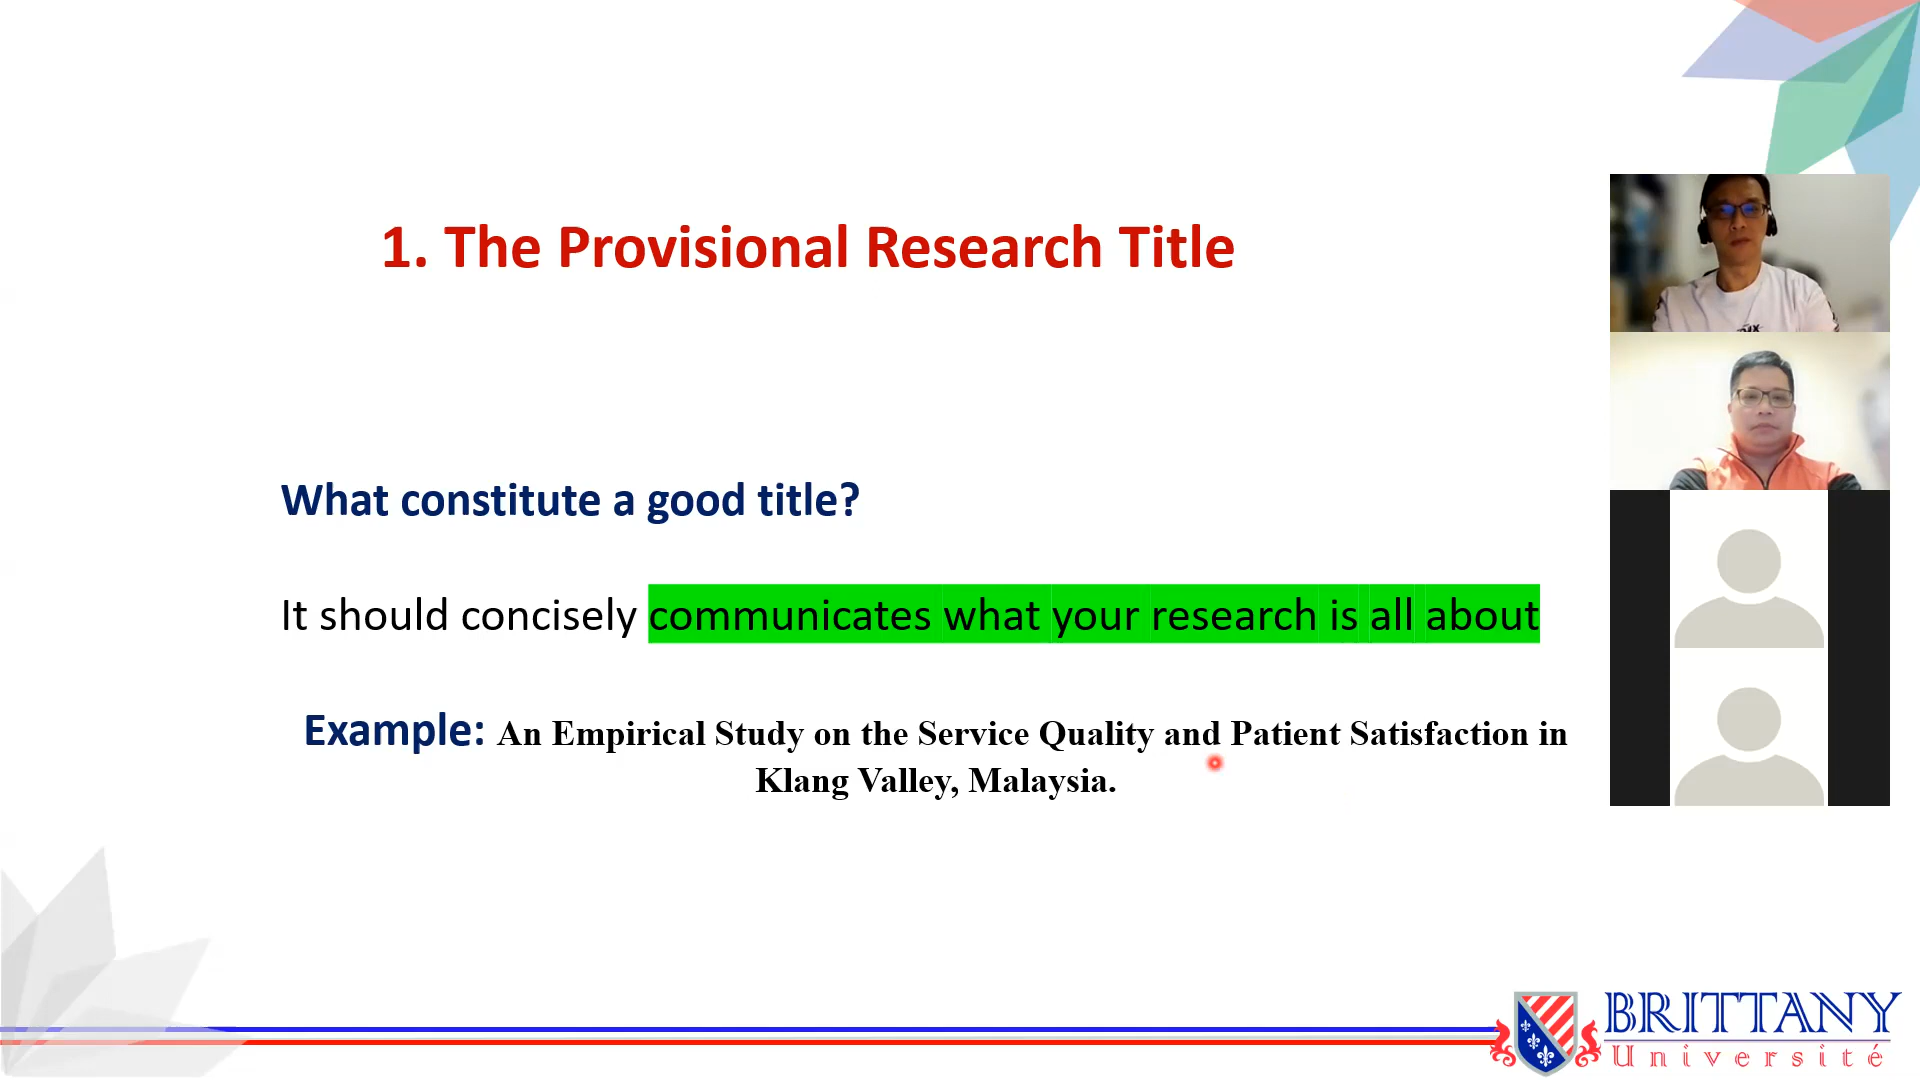 1. The Provisional Research Title
What constitute a good title?
It should concisely communicates what your research is all about
Example: An Empirical Study on the Service Quality and Patient Satisfaction in
Klang Valley, Malaysia.
BRITTANY
Université